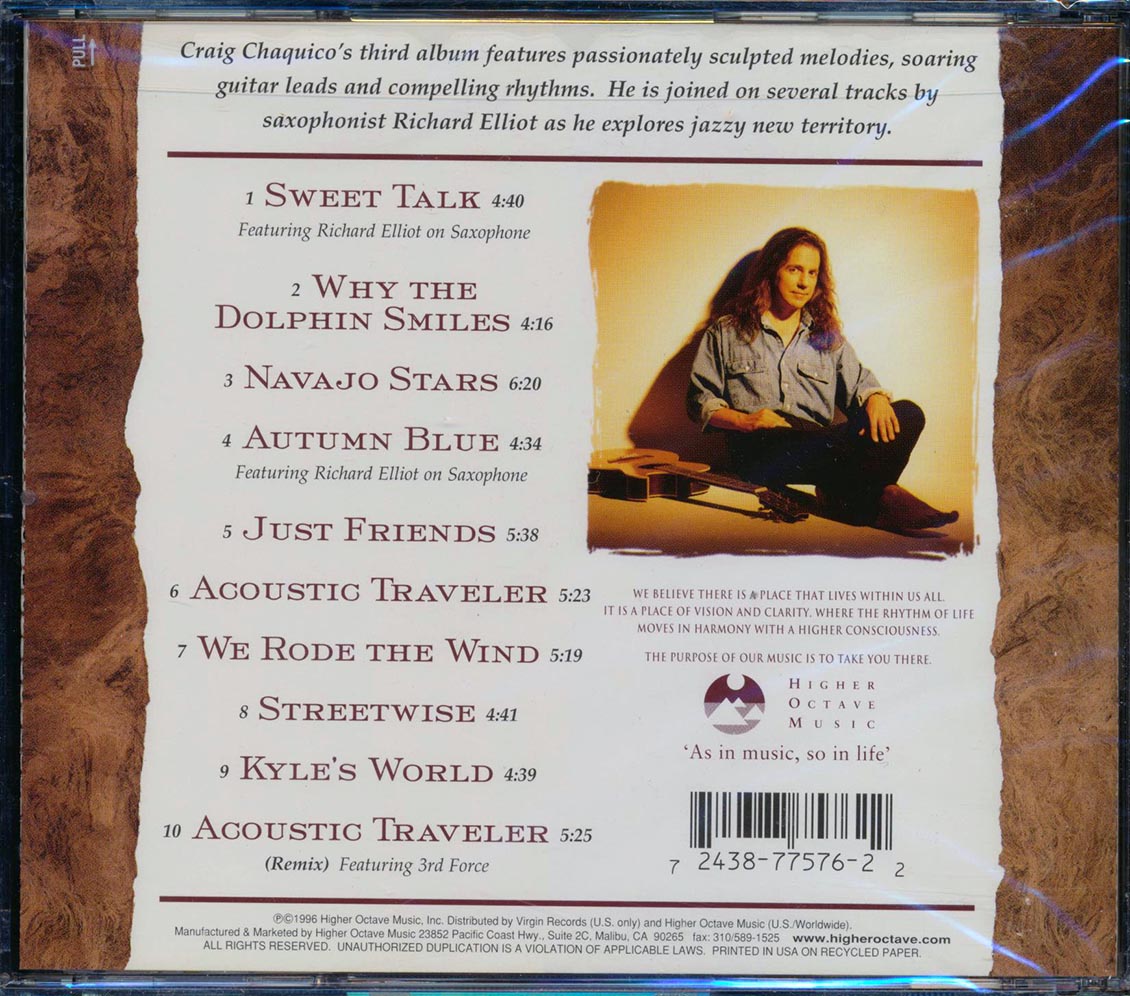 PULL
Craig Chaquico's third album features passionately sculpted melodies, soaring
guitar leads and compelling rhythms. He is joined on several tracks by
saxophonist Richard Elliot as he explores jazzy new territory.
1 SWEET TALK 4:40
Featuring Richard Elliot on Saxophone
2 WHY THE
DOLPHIN SMILES 4:16
3 NAVAJO STARS 6:20
4 AUTUMN BLUE 4:34
Featuring Richard Elliot on Saxophone
5 JUST FRIENDS 5:38
6 ACOUSTIC TRAVELER 5:23
7 WE RODE THE WIND 5:19
8 STREETWISE 4:41
9 KYLE'S WORLD 4:39
10 ACOUSTIC TRAVELER 5:25
(Remix) Featuring 3rd Force
WE BELIEVE THERE IS A PLACE THAT LIVES WITHIN US ALL.
IT IS A PLACE OF VISION AND CLARITY, WHERE THE RHYTHM OF LIFE
MOVES IN HARMONY WITH A HIGHER CONSCIOUSNESS.
THE PURPOSE OF OUR MUSIC IS TO TAKE YOU THERE.
HIGHER
OCTAVE
MUSIC
'As in music, so in life'
7 2438-77576-2 2
℗©1996 Higher Octave Music, Inc. Distributed by Virgin Records (U.S. only) and Higher Octave Music (U.S./Worldwide).
Manufactured & Marketed by Higher Octave Music 23852 Pacific Coast Hwy., Suite 2C, Malibu, CA 90265 fax: 310/589-1525 www.higheroctave.com
ALL RIGHTS RESERVED. UNAUTHORIZED DUPLICATION IS A VIOLATION OF APPLICABLE LAWS. PRINTED IN USA ON RECYCLED PAPER.